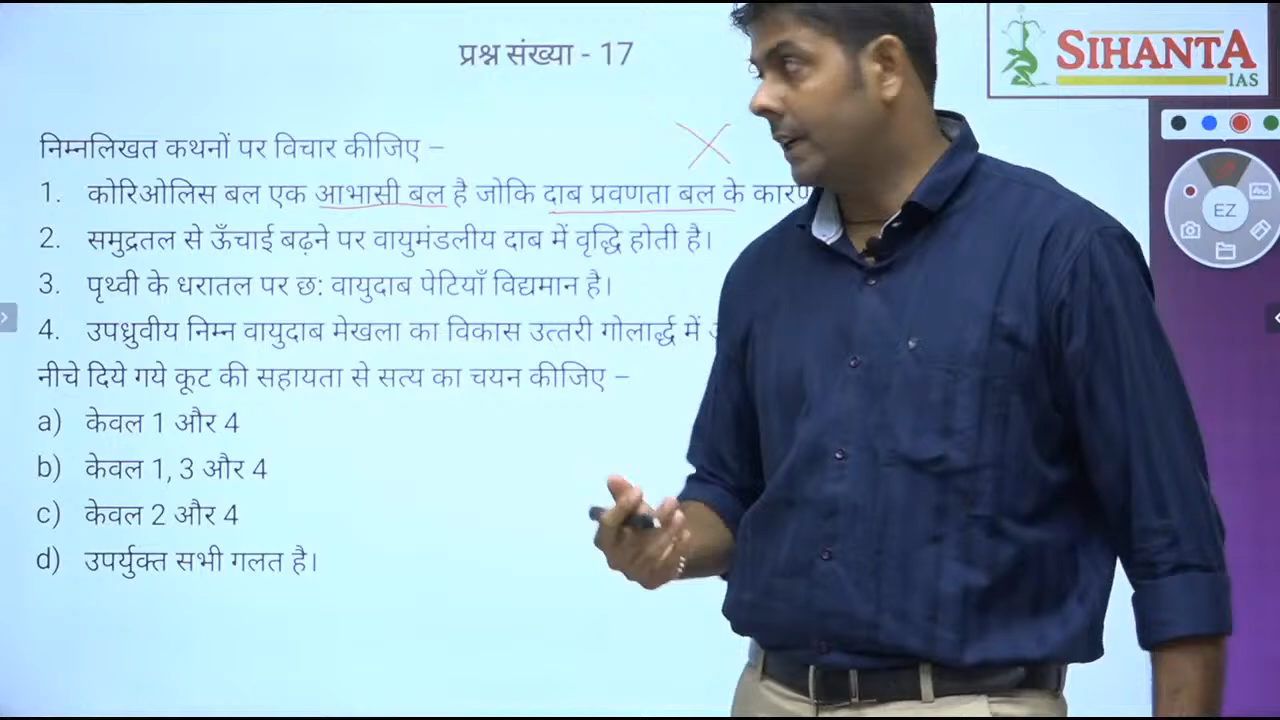 प्रश्न संख्या - 17
SIHANTA
IAS
निम्नलिखत कथनों पर विचार कीजिए –
1. कोरिओलिस बल एक आभासी बल है जोकि दाब प्रवणता बल के
2. समुद्रतल से ऊँचाई बढ़ने पर वायुमंडलीय दाब में वृद्धि होती है।
EZ
3. पृथ्वी के धरातल पर छ: वायुदाब पेटियाँ विद्यमान है।
4. उपध्रुवीय निम्न वायुदाब मेखला का विकास उत्तरी गोलार्द्ध में
नीचे दिये गये कूट की सहायता से सत्य का चयन कीजिए –
a) केवल 1 और 4
b) केवल 1, 3 और 4
c) केवल 2 और 4
d) उपर्युक्त सभी गलत है।